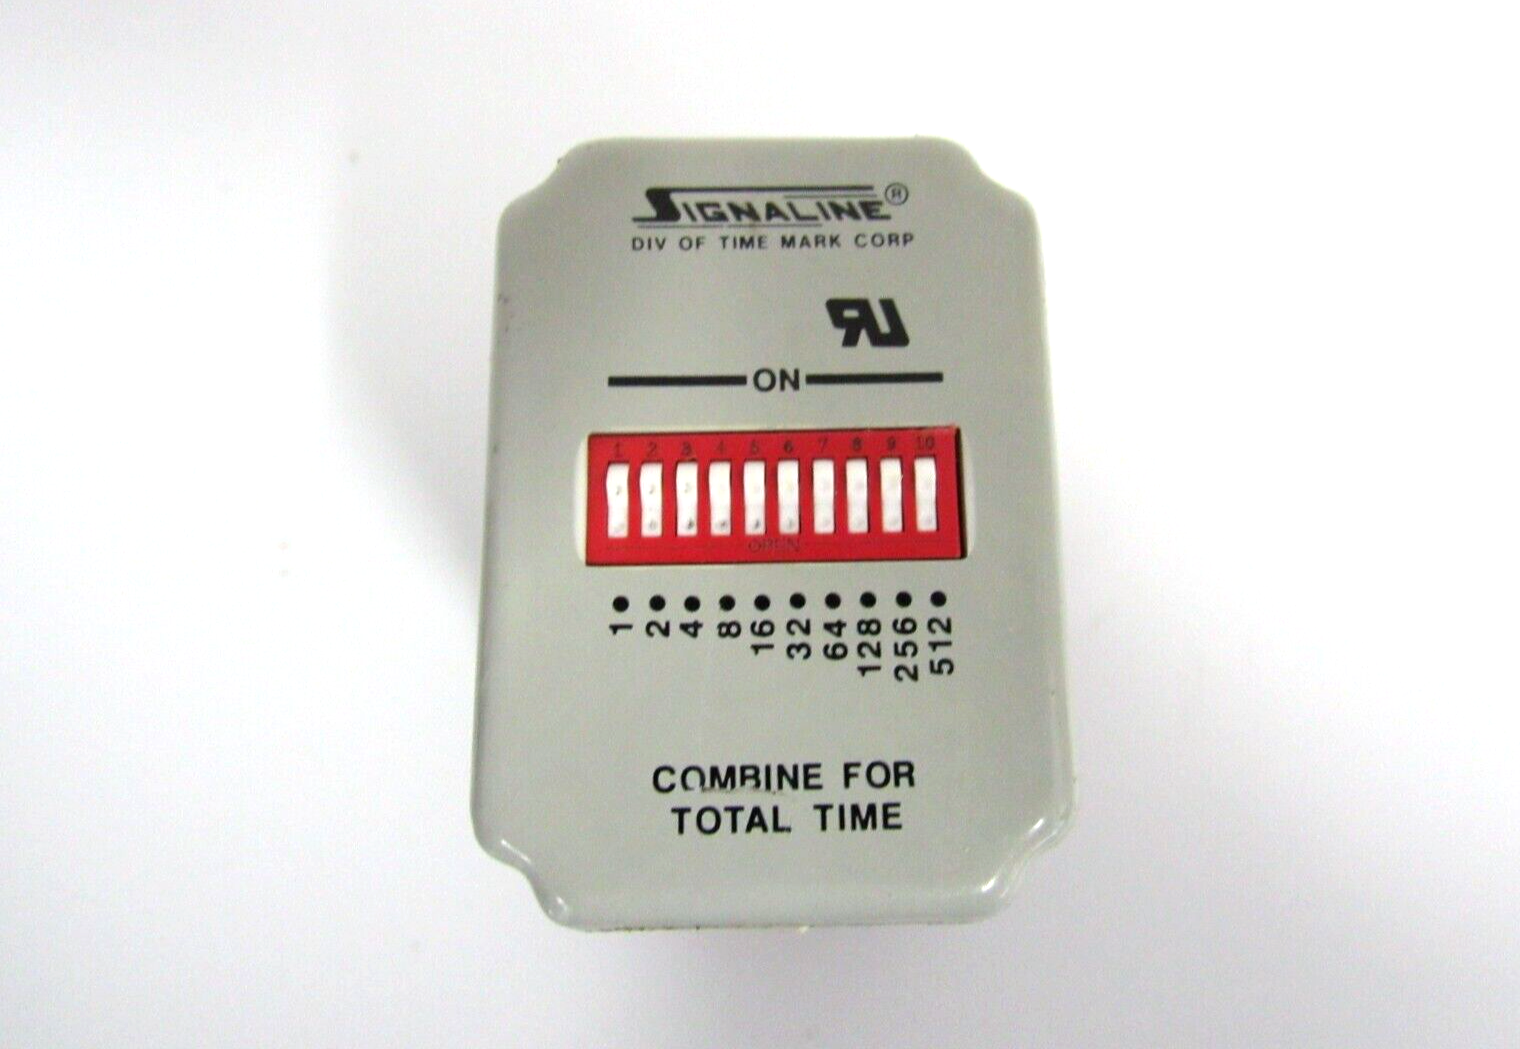 SIGNALINE®
DIV OF TIME MARK CORP
RU
ON
1 2 3 4 5 6 7 8 9 10
OPEN
1 2 4 8 16 32 64 128 256 512
COMBINE FOR
TOTAL TIME